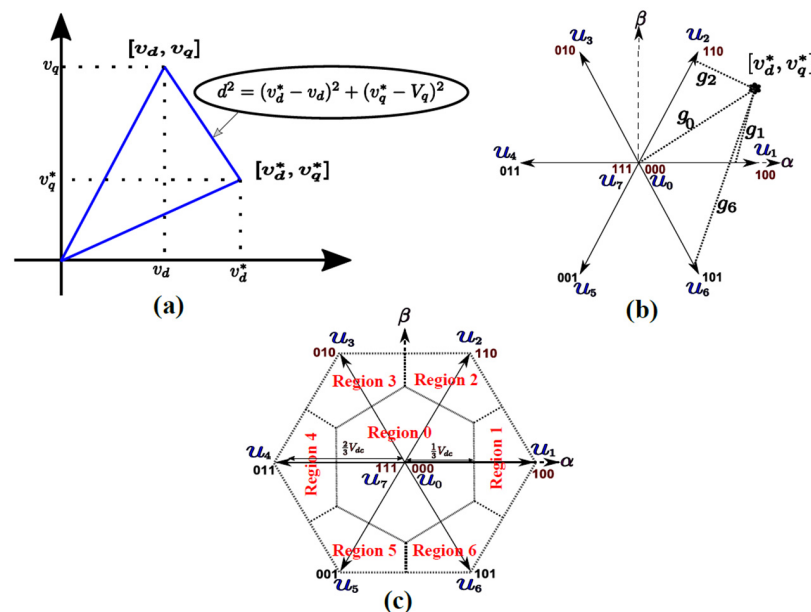 v_q
[v_d, v_q]
d² = (v_d^* - v_d)² + (v_q^* - V_q)²
v_q^*
[v_d^*, v_q^*]
v_d
v_d^*
(a)
β
u_3
010
u_2
110
[v_d^*, v_q^*]
g_2
g_0
g_1
u_4
011
111
000
u_1
α
100
u_7
u_0
g_6
001
u_5
101
u_6
(b)
β
u_3
010
u_2
110
Region 3
Region 2
Region 0
u_4
011
Region 4
2/3 V_dc
1/3 V_dc
Region 1
u_1
α
100
111
000
u_7
u_0
Region 5
Region 6
001
u_5
101
u_6
(c)